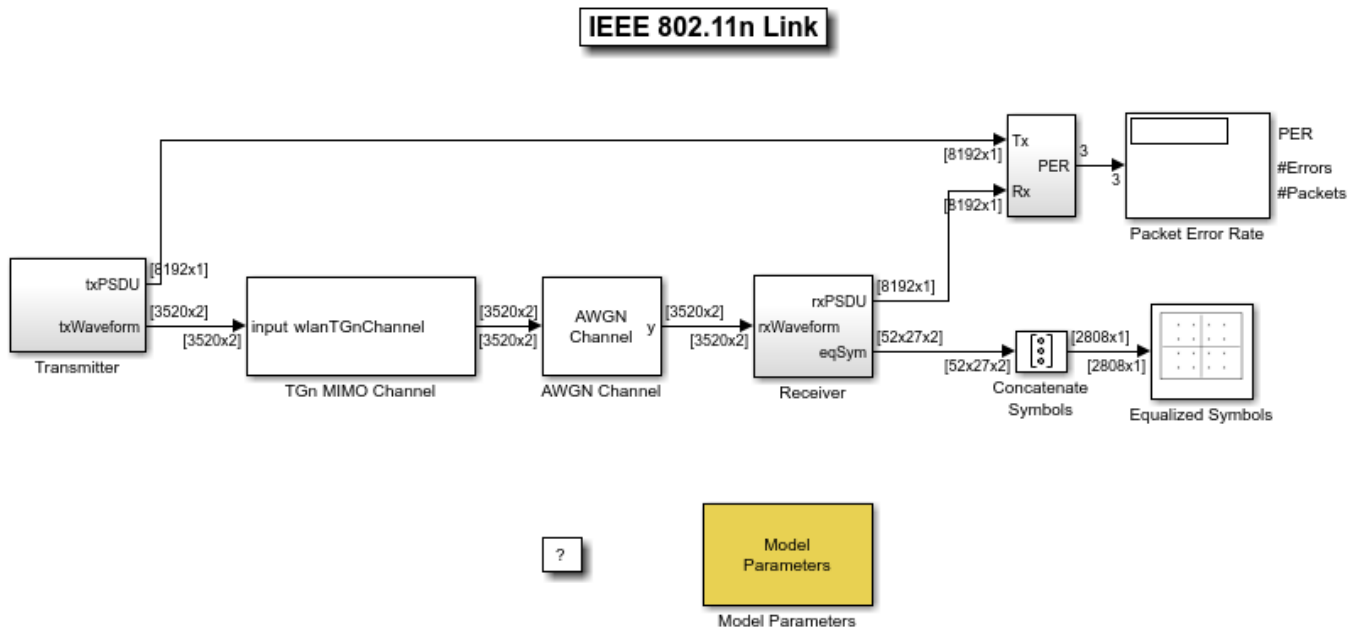 IEEE 802.11n Link
Tx
[8192x1]
PER
3
3
Rx
[8192x1]
PER
#Errors
#Packets
Packet Error Rate
txPSDU
[8192x1]
txWaveform
[3520x2]
[3520x2]
Transmitter
input wlanTGnChannel
[3520x2]
[3520x2]
TGn MIMO Channel
AWGN
Channel
y
[3520x2]
[3520x2]
AWGN Channel
rxPSDU
[8192x1]
rxWaveform
eqSym
[52x27x2]
[52x27x2]
Receiver
[2808x1]
[2808x1]
Concatenate
Symbols
Equalized Symbols
?
Model
Parameters
Model Parameters